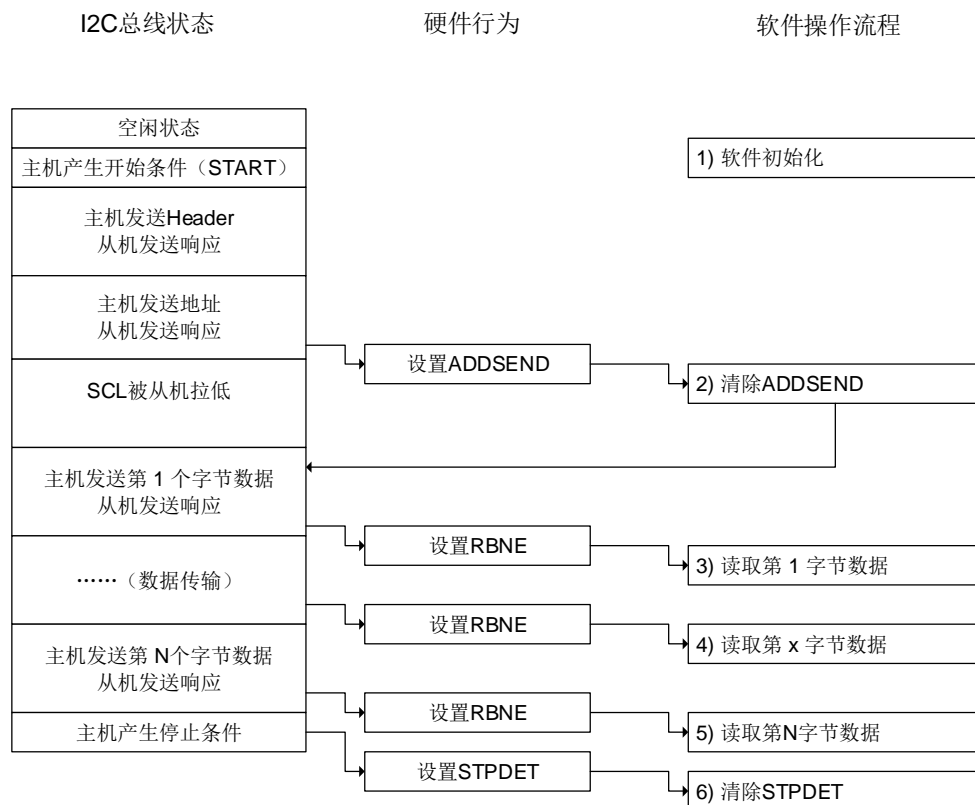 I2C总线状态
硬件行为
软件操作流程
空闲状态
主机产生开始条件（START）
1) 软件初始化
主机发送Header
从机发送响应
主机发送地址
从机发送响应
设置ADDSEND
2) 清除ADDSEND
SCL被从机拉低
主机发送第 1 个字节数据
从机发送响应
设置RBNE
3) 读取第 1 字节数据
……（数据传输）
设置RBNE
4) 读取第 x 字节数据
主机发送第 N个字节数据
从机发送响应
设置RBNE
5) 读取第N字节数据
主机产生停止条件
设置STPDET
6) 清除STPDET